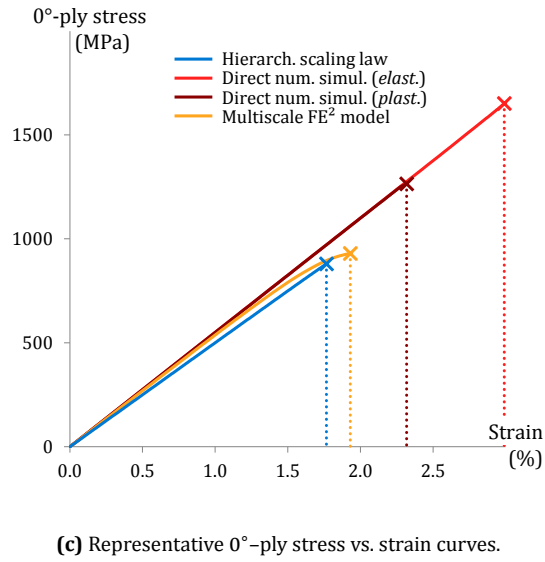 0°-ply stress
(MPa)
Hierarch. scaling law
Direct num. simul. (elast.)
Direct num. simul. (plast.)
Multiscale FE² model
1500
1000
500
0
Strain
(%)
0.0 0.5 1.0 1.5 2.0 2.5
(c) Representative 0°–ply stress vs. strain curves.